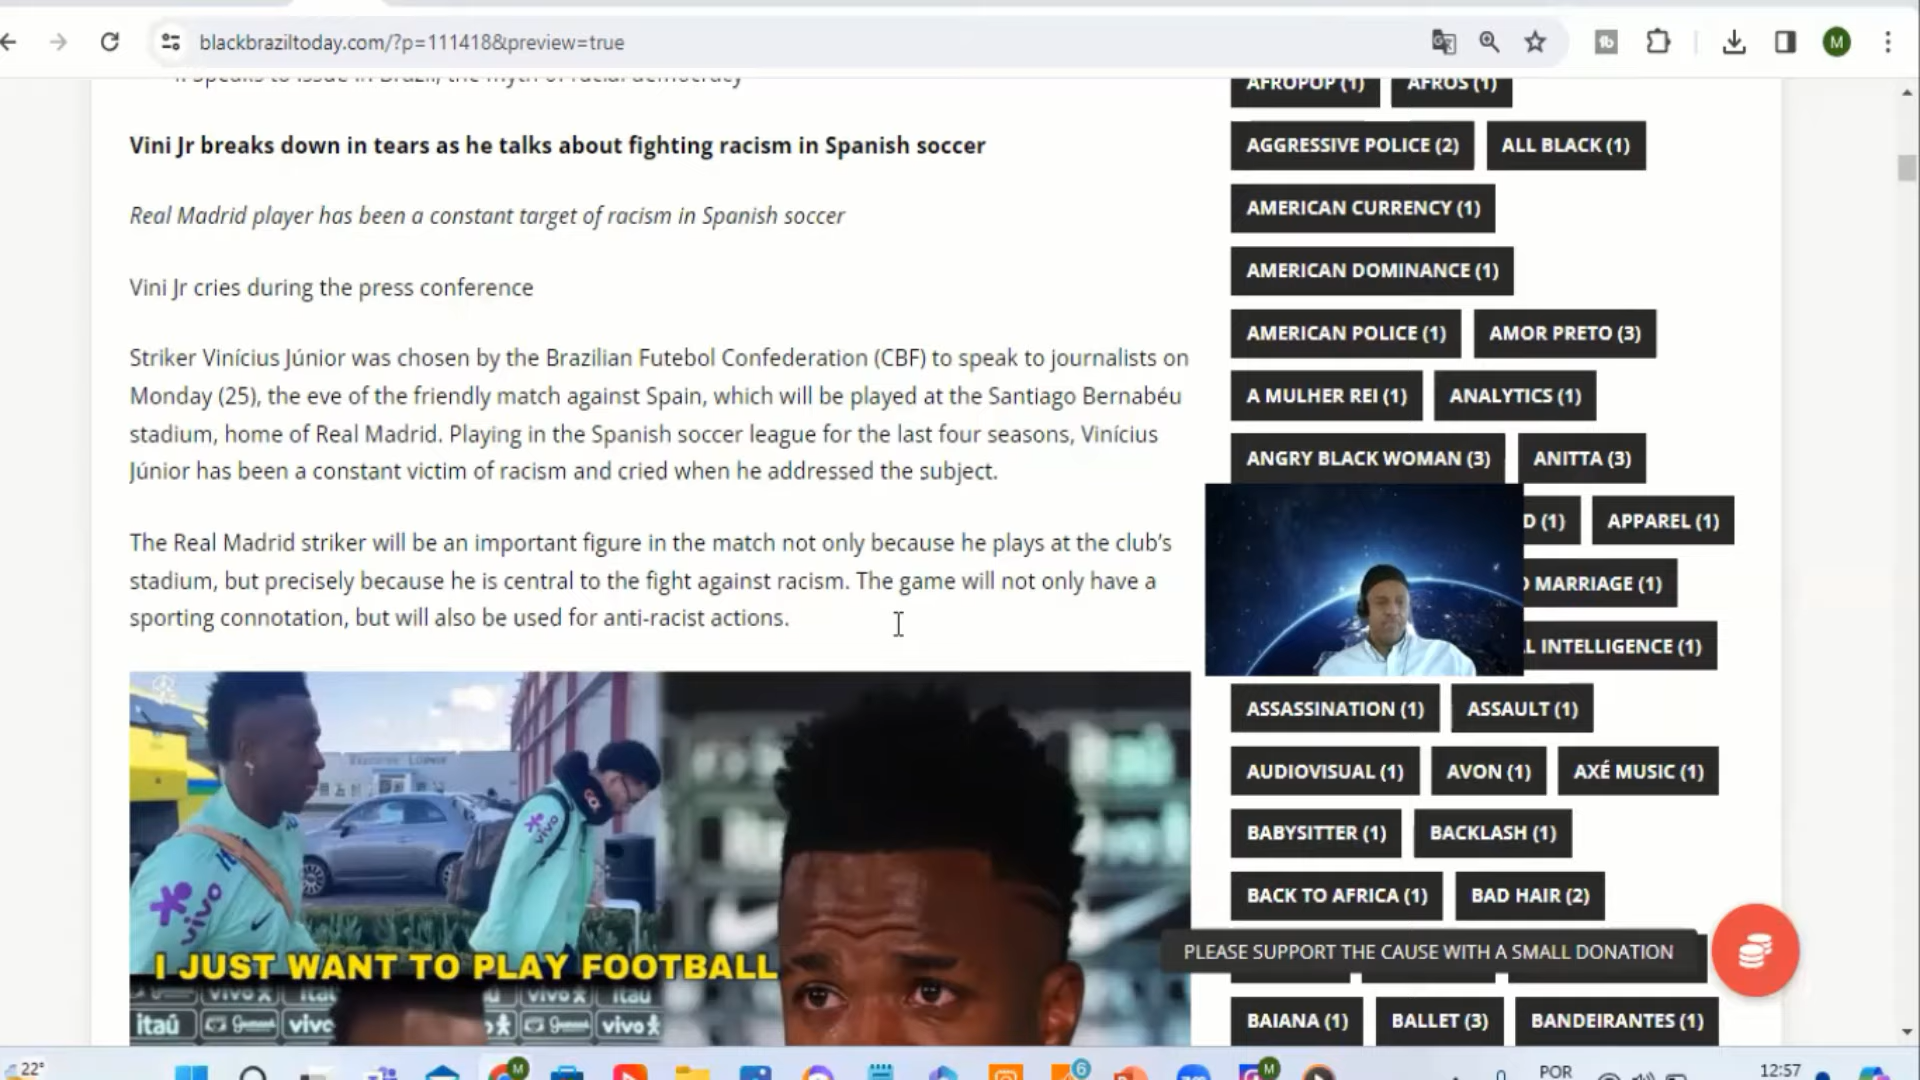 blackbraziltoday.com/?p=111418&preview=true
M
Vini Jr breaks down in tears as he talks about fighting racism in Spanish soccer
Real Madrid player has been a constant target of racism in Spanish soccer
Vini Jr cries during the press conference
Striker Vinícius Júnior was chosen by the Brazilian Futebol Confederation (CBF) to speak to journalists on
Monday (25), the eve of the friendly match against Spain, which will be played at the Santiago Bernabéu
stadium, home of Real Madrid. Playing in the Spanish soccer league for the last four seasons, Vinícius
Júnior has been a constant victim of racism and cried when he addressed the subject.
The Real Madrid striker will be an important figure in the match not only because he plays at the club’s
stadium, but precisely because he is central to the fight against racism. The game will not only have a
sporting connotation, but will also be used for anti-racist actions.
vivo
vivo
I JUST WANT TO PLAY FOOTBALL
itaú vivo vivo
AFROPOP (1) AFROS (1)
AGGRESSIVE POLICE (2) ALL BLACK (1)
AMERICAN CURRENCY (1)
AMERICAN DOMINANCE (1)
AMERICAN POLICE (1) AMOR PRETO (3)
A MULHER REI (1) ANALYTICS (1)
ANGRY BLACK WOMAN (3) ANITTA (3)
D (1) APPAREL (1)
MARRIAGE (1)
L INTELLIGENCE (1)
ASSASSINATION (1) ASSAULT (1)
AUDIOVISUAL (1) AVON (1) AXÉ MUSIC (1)
BABYSITTER (1) BACKLASH (1)
BACK TO AFRICA (1) BAD HAIR (2)
PLEASE SUPPORT THE CAUSE WITH A SMALL DONATION
BAIANA (1) BALLET (3) BANDEIRANTES (1)
22°
M
6
M
POR
12:57